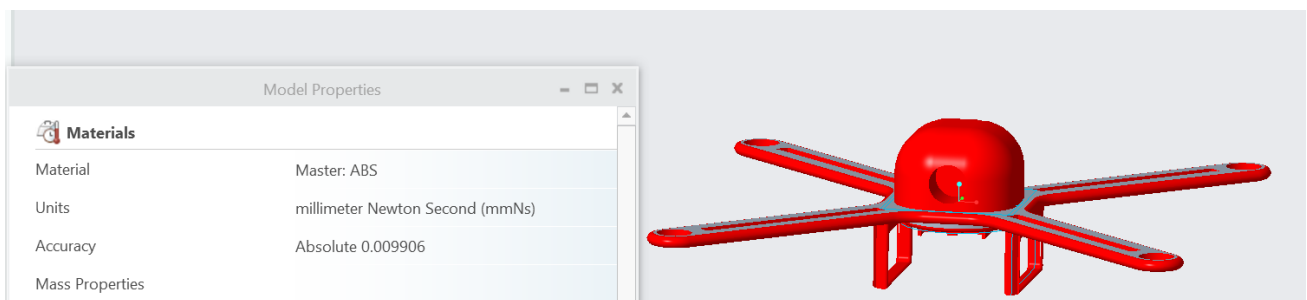 Model Properties
Materials
Material Master: ABS
Units millimeter Newton Second (mmNs)
Accuracy Absolute 0.009906
Mass Properties